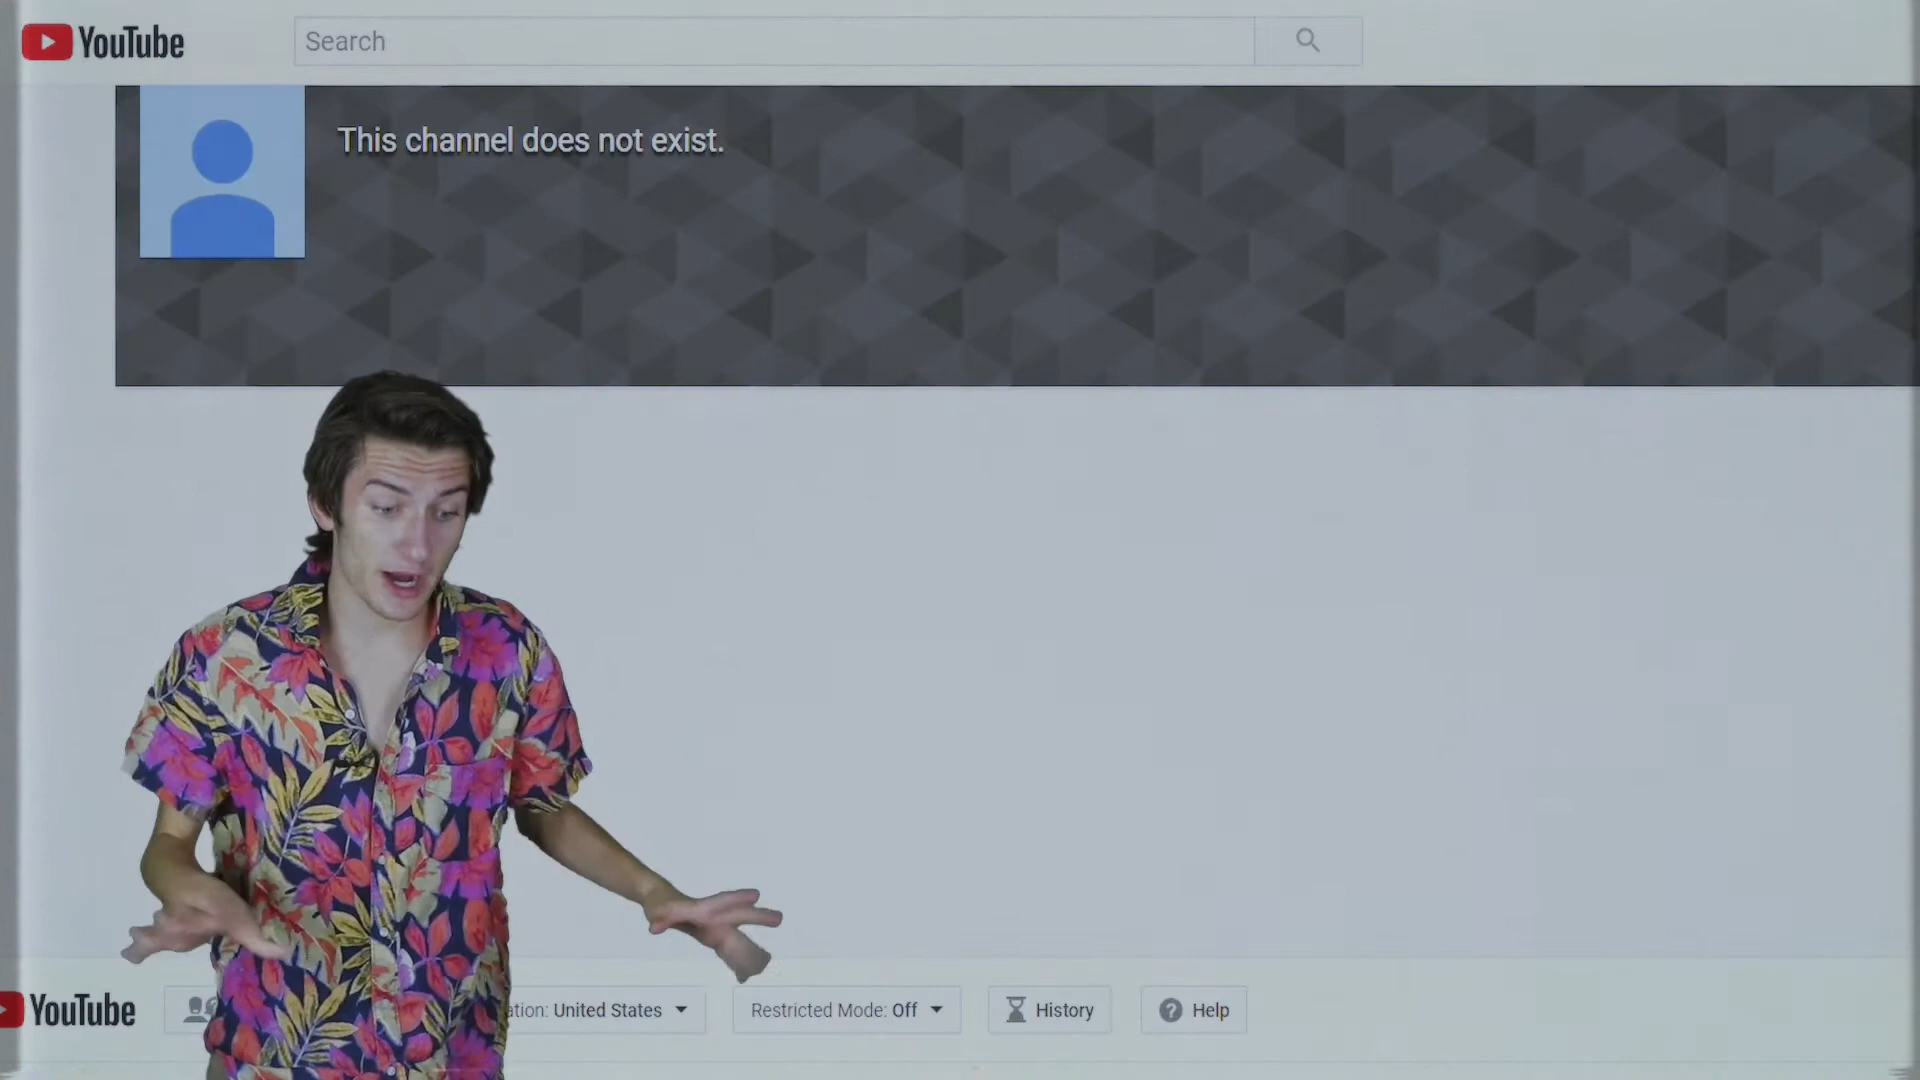 YouTube
Search
This channel does not exist.
YouTube
ation: United States
Restricted Mode: Off
History
Help